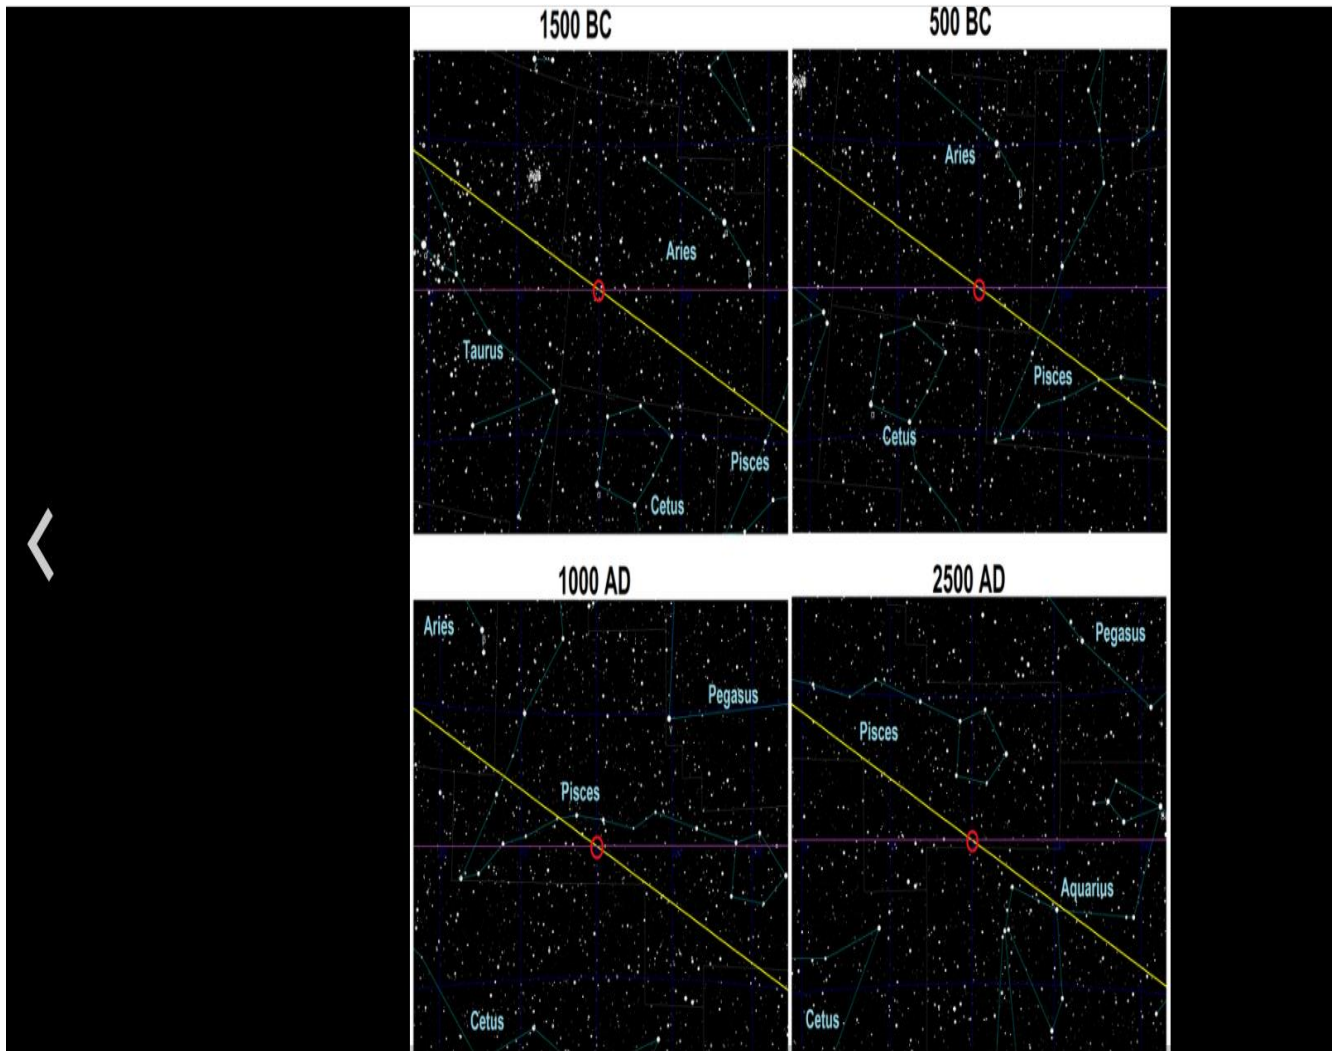 1500 BC
Aries
Taurus
Pisces
Cetus
500 BC
Aries
Pisces
Cetus
1000 AD
Aries
Pegasus
Pisces
Cetus
2500 AD
Pegasus
Pisces
Aquarius
Cetus